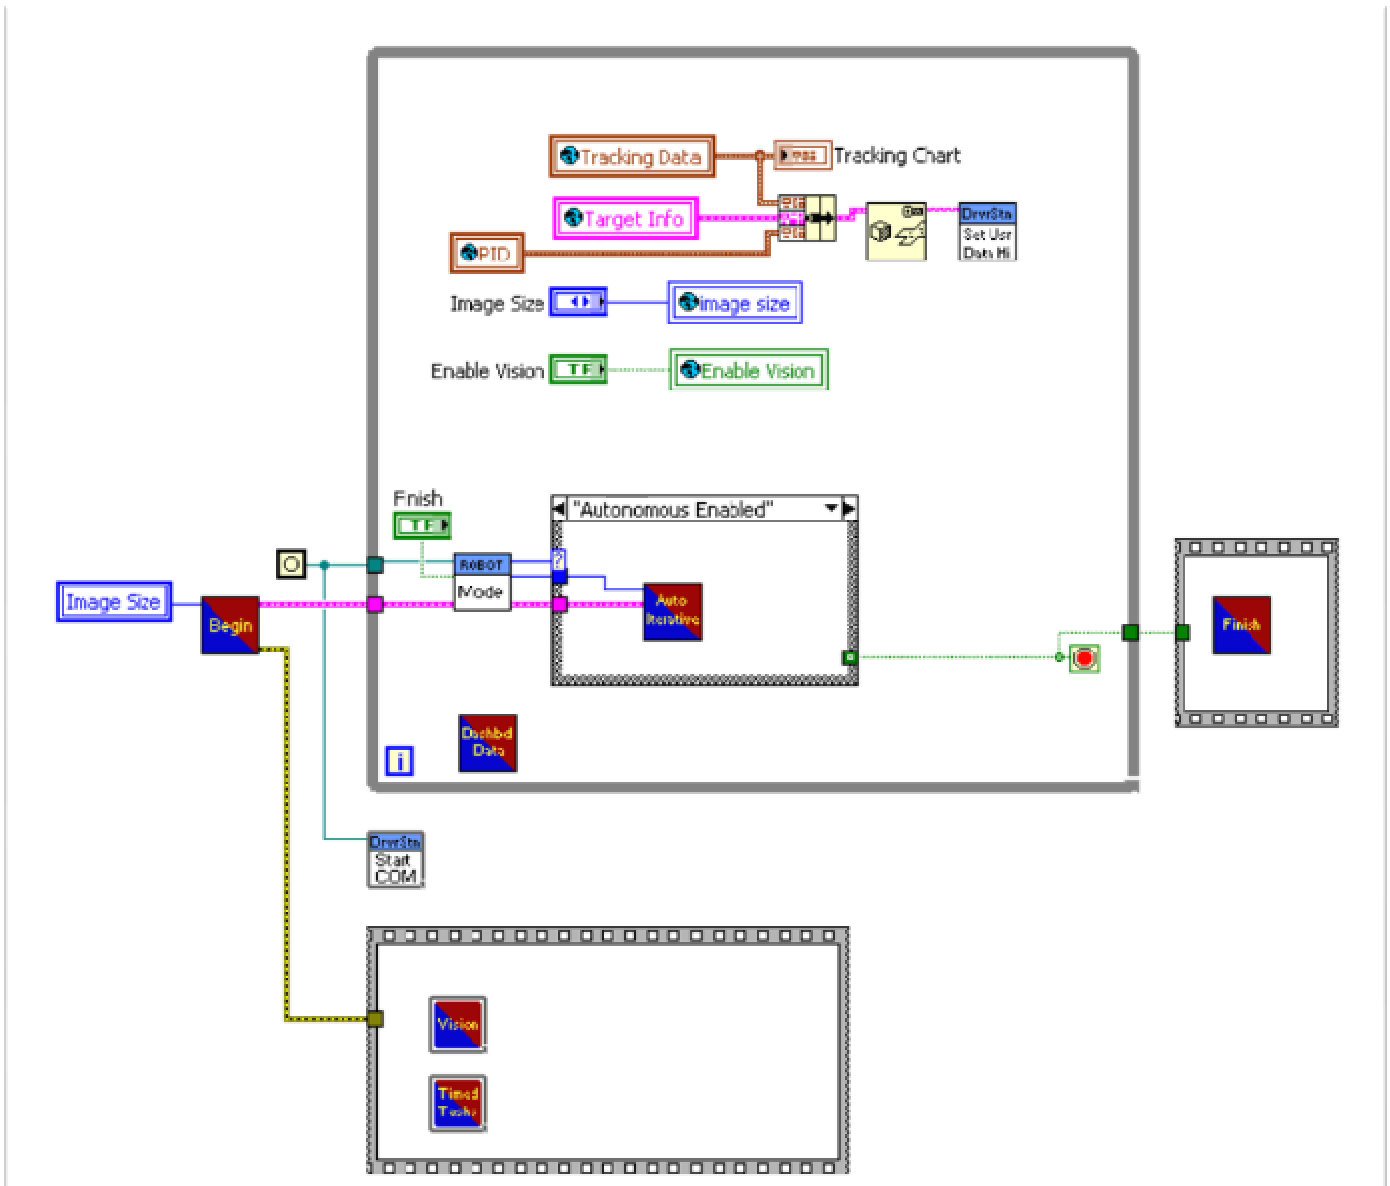 Tracking Data
Tracking Chart
Target Info
DrvrStn
Set Usr
Data Hi
PID
Image Size
image size
Enable Vision
Enable Vision
Finish
TF
"Autonomous Enabled"
?
ROBOT
Mode
Image Size
Begin
Auto
Iterative
Finish
Dashbd
Data
i
DrvrStn
Start
COM
Vision
Timed
Tasks